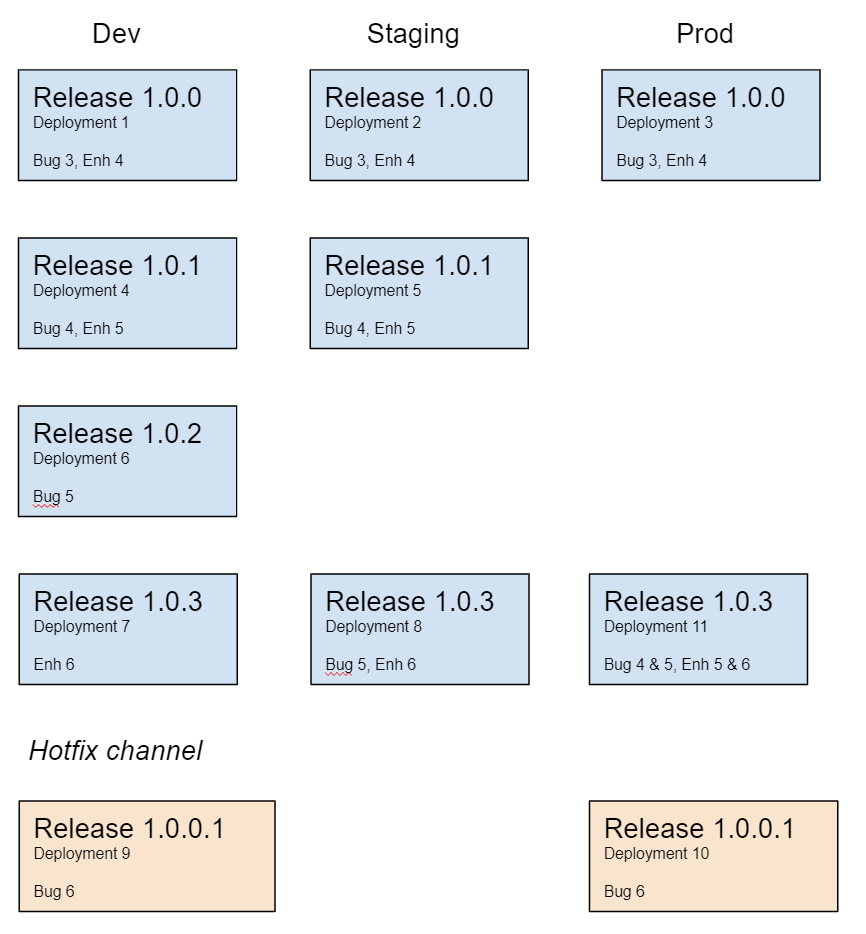 Dev
Staging
Prod
Release 1.0.0
Deployment 1
Bug 3, Enh 4
Release 1.0.0
Deployment 2
Bug 3, Enh 4
Release 1.0.0
Deployment 3
Bug 3, Enh 4
Release 1.0.1
Deployment 4
Bug 4, Enh 5
Release 1.0.1
Deployment 5
Bug 4, Enh 5
Release 1.0.2
Deployment 6
Bug 5
Release 1.0.3
Deployment 7
Enh 6
Release 1.0.3
Deployment 8
Bug 5, Enh 6
Release 1.0.3
Deployment 11
Bug 4 & 5, Enh 5 & 6
Hotfix channel
Release 1.0.0.1
Deployment 9
Bug 6
Release 1.0.0.1
Deployment 10
Bug 6